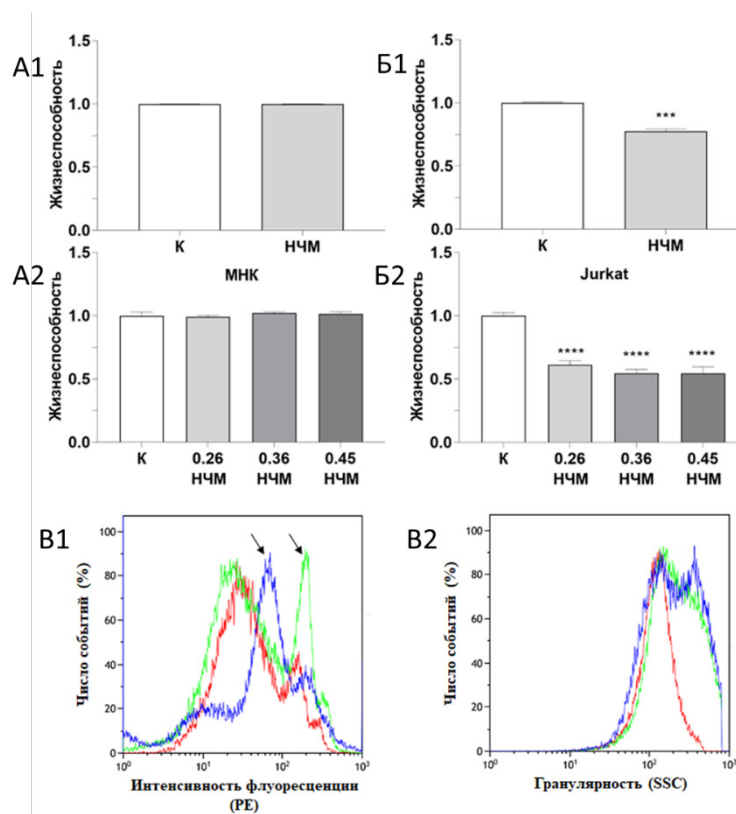 А1
Жизнеспособность
1.5
1.0
0.5
0.0
К
НЧМ
Б1
Жизнеспособность
1.5
1.0
0.5
0.0
***
К
НЧМ
А2
Жизнеспособность
МНК
1.5
1.0
0.5
0.0
К
0.26
НЧМ
0.36
НЧМ
0.45
НЧМ
Б2
Жизнеспособность
Jurkat
1.5
1.0
0.5
0.0
****
****
****
К
0.26
НЧМ
0.36
НЧМ
0.45
НЧМ
В1
Число событий (%)
100
80
60
40
20
0
10⁰
10¹
10²
10³
Интенсивность флуоресценции
(PE)
В2
Число событий (%)
100
80
60
40
20
0
10⁰
10¹
10²
10³
Гранулярность (SSC)